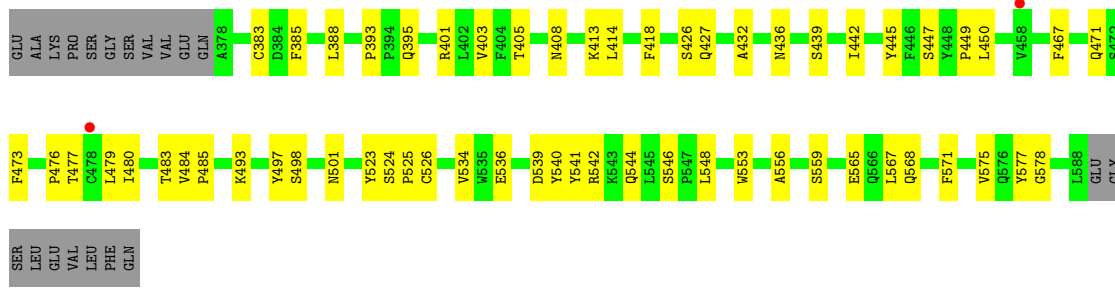 GLU ALA LYS PRO SER GLY SER VAL VAL GLU GLN A378 C383 D384 F385 L388 P393 P394 Q395 R401 L402 V403 F404 T405 N408 K413 L414 F418 S426 Q427 A432 N436 S439 I442 Y445 F446 S447 Y448 P449 L450 V458 F467 Q471 S472
F473 P476 T477 C478 L479 I480 T483 V484 P485 K493 Y497 S498 N501 Y523 S524 P525 C526 V534 W535 E536 D539 Y540 Y541 R542 K543 Q544 L545 S546 P547 L548 W553 A556 S559 E565 Q566 L567 Q568 F571 V575 Q576 Y577 G578 L588 GLU GLY
SER LEU GLU VAL LEU PHE GLN